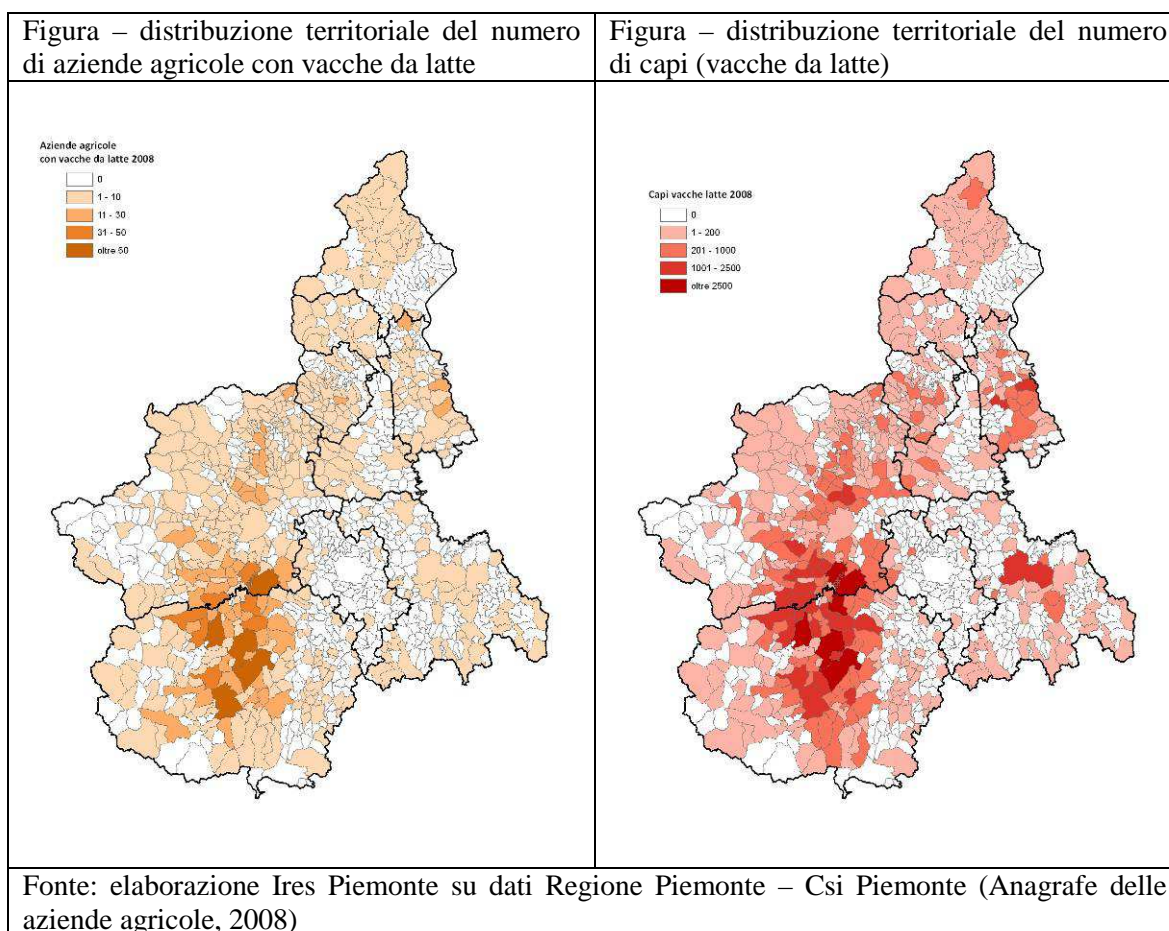 Figura – distribuzione territoriale del numero
di aziende agricole con vacche da latte
Figura – distribuzione territoriale del numero
di capi (vacche da latte)
Aziende agricole
con vacche da latte 2008
0
1 - 10
11 - 30
31 - 50
oltre 50
Capi vacche latte 2008
0
1 - 200
201 - 1000
1001 - 2500
oltre 2500
Fonte: elaborazione Ires Piemonte su dati Regione Piemonte – Csi Piemonte (Anagrafe delle
aziende agricole, 2008)